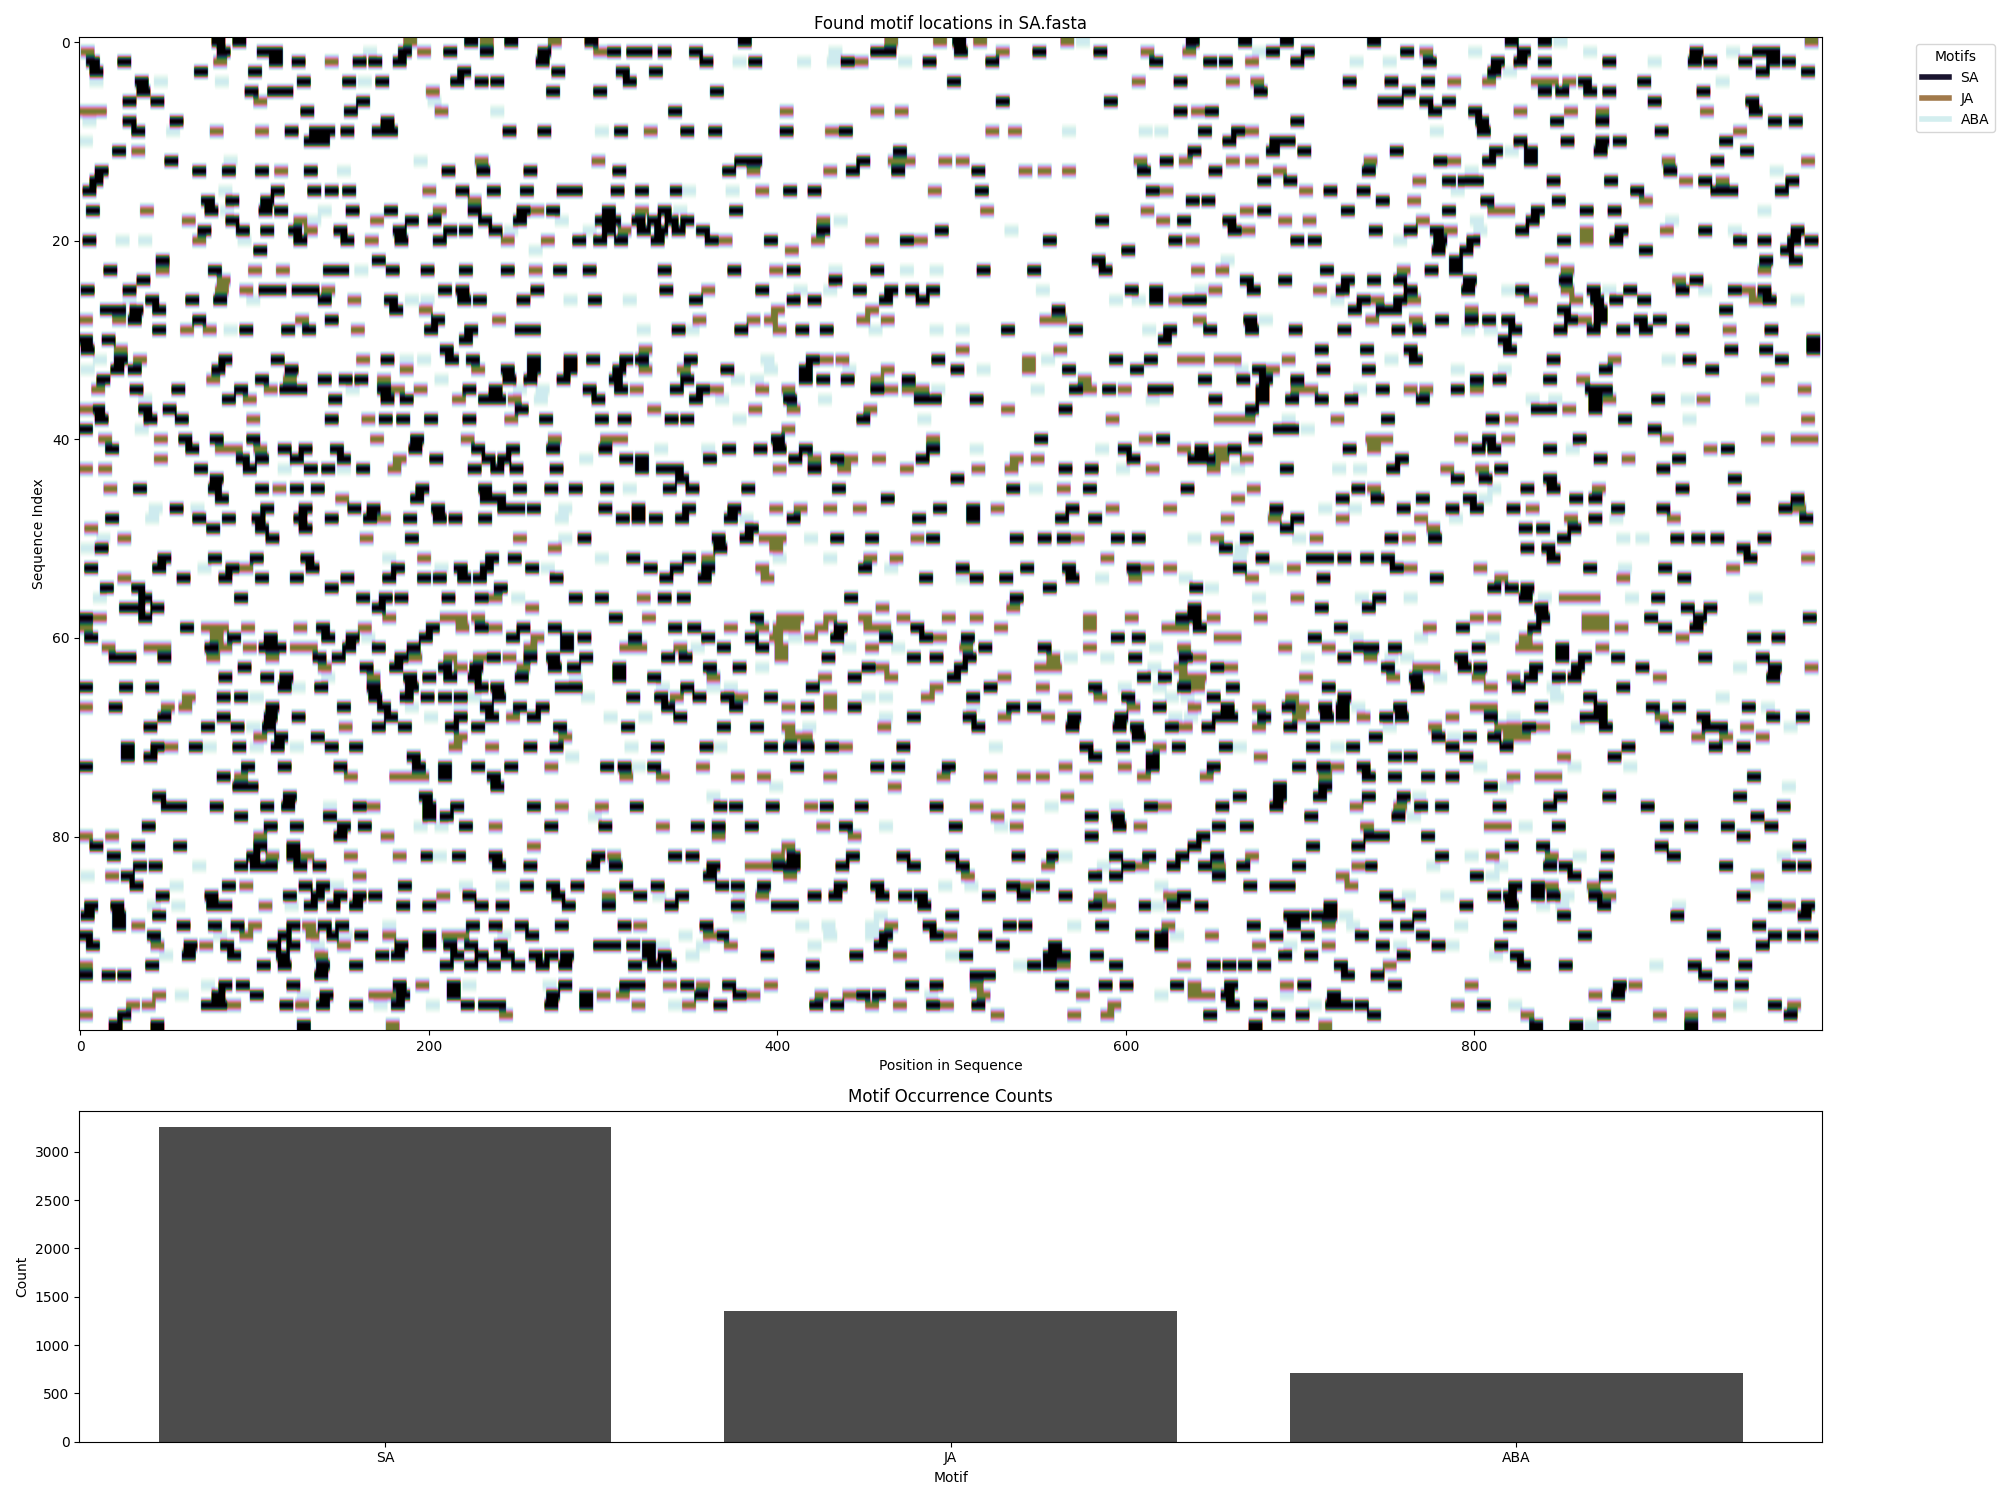 Found motif locations in SA.fasta
Motifs
SA
JA
ABA
0
20
40
60
80
Sequence Index
0
200
400
600
800
Position in Sequence
Motif Occurrence Counts
3000
2500
2000
1500
1000
500
0
Count
SA
JA
ABA
Motif